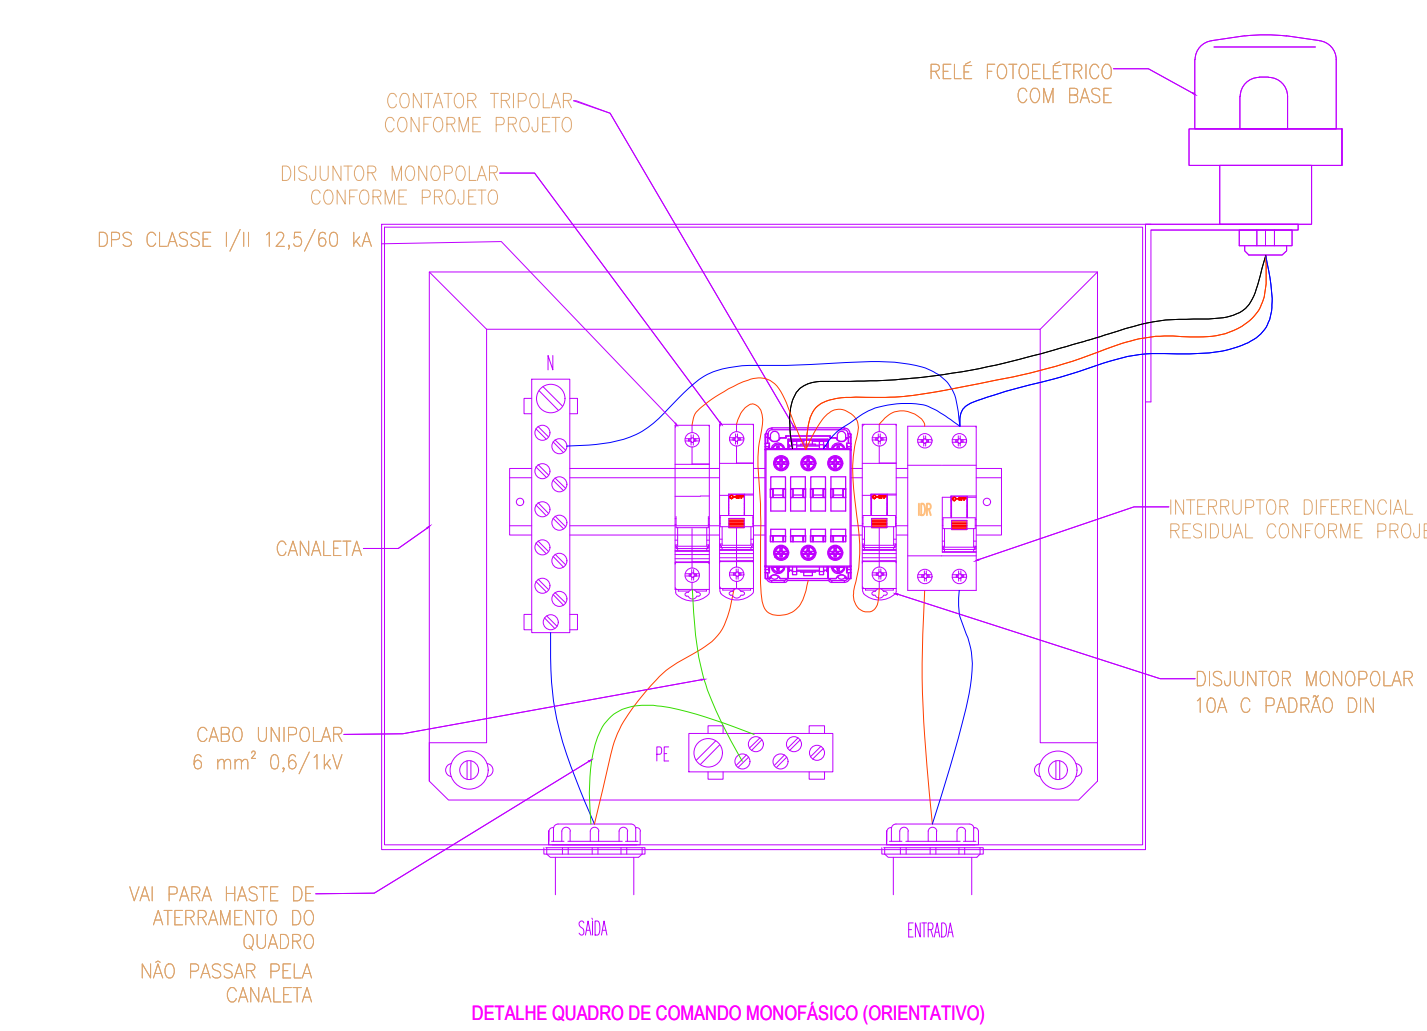 RELÉ FOTOELÉTRICO
COM BASE
CONTATOR TRIPOLAR
CONFORME PROJETO
DISJUNTOR MONOPOLAR
CONFORME PROJETO
DPS CLASSE I/II 12,5/60 kA
N
IDR
INTERRUPTOR DIFERENCIAL
RESIDUAL CONFORME
CANALETA
DISJUNTOR MONOPOLAR
10A C PADRÃO DIN
CABO UNIPOLAR
6 mm² 0,6/1kV
PE
VAI PARA HASTE DE
ATERRAMENTO DO
QUADRO
NÃO PASSAR PELA
CANALETA
SAÌDA
ENTRADA
DETALHE QUADRO DE COMANDO MONOFÁSICO (ORIENTATIVO)